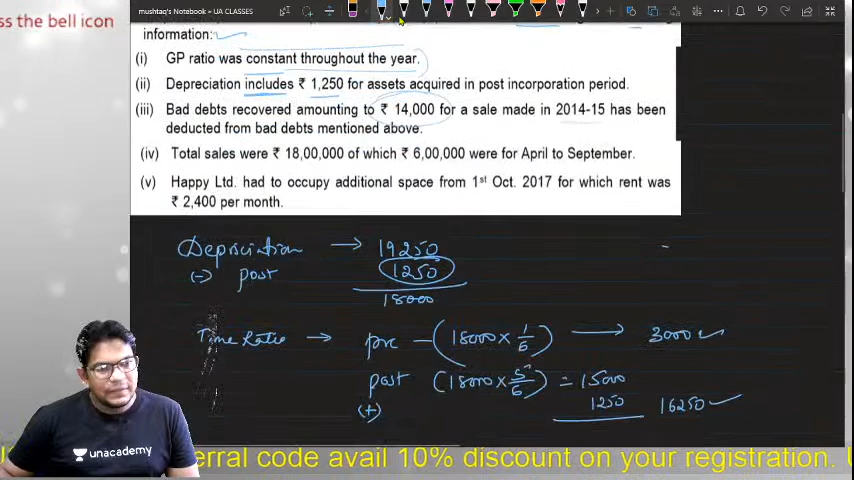 mushtaq's Notebook » UA CLASSES
ss the bell icon
information:
(i) GP ratio was constant throughout the year.
(ii) Depreciation includes ₹ 1,250 for assets acquired in post incorporation period.
(iii) Bad debts recovered amounting to ₹ 14,000 for a sale made in 2014-15 has been
deducted from bad debts mentioned above.
(iv) Total sales were ₹ 18,00,000 of which ₹ 6,00,000 were for April to September.
(v) Happy Ltd. had to occupy additional space from 1st Oct. 2017 for which rent was
₹ 2,400 per month.
Depreciation → 19250
(-) post 1250
18000
Time Ratio → pre - (18000 × 1/6) → 3000
post (18000 × 5/6) = 15000
(+) 1250 16250
unacademy
erral code avail 10% discount on your registration. U